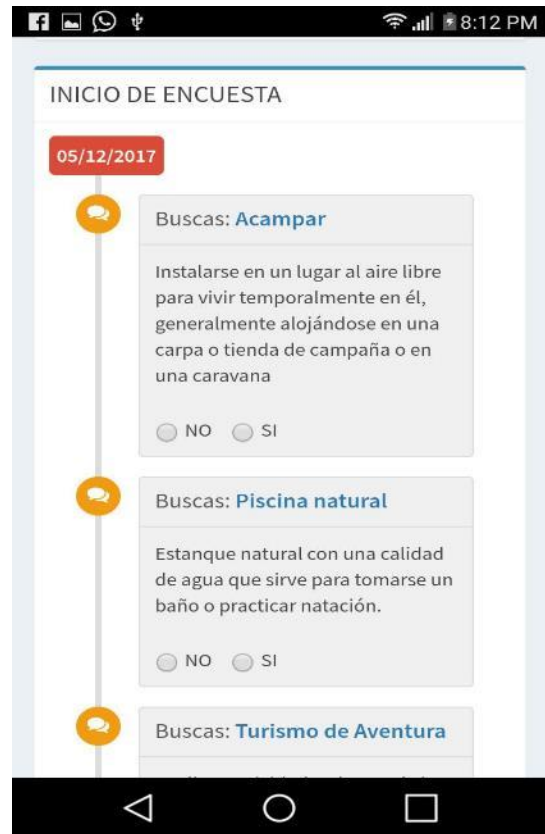 8:12 PM
INICIO DE ENCUESTA
05/12/2017
Buscas: Acampar
Instalarse en un lugar al aire libre
para vivir temporalmente en él,
generalmente alojándose en una
carpa o tienda de campaña o en
una caravana
NO SI
Buscas: Piscina natural
Estanque natural con una calidad
de agua que sirve para tomarse un
baño o practicar natación.
NO SI
Buscas: Turismo de Aventura